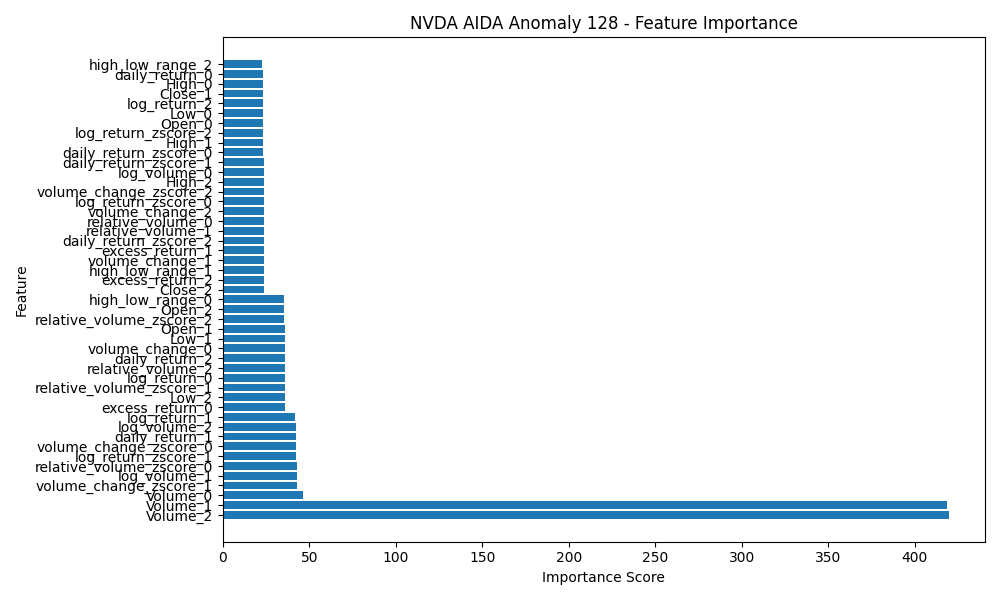 NVDA AIDA Anomaly 128 - Feature Importance
high_low_range_2
daily_return_0
High_0
Close_1
log_return_2
Low_0
Open_0
log_return_zscore_2
High_1
daily_return_zscore_0
daily_return_zscore_1
log_volume_0
High_2
volume_change_zscore_2
log_return_zscore_0
volume_change_2
relative_volume_0
relative_volume_1
daily_return_zscore_2
excess_return_1
volume_change_1
high_low_range_1
excess_return_2
Close_2
high_low_range_0
Open_2
relative_volume_zscore_2
Open_1
Low_1
volume_change_0
daily_return_2
relative_volume_2
log_return_0
relative_volume_zscore_1
Low_2
excess_return_0
log_return_1
log_volume_2
daily_return_1
volume_change_zscore_0
log_return_zscore_1
relative_volume_zscore_0
log_volume_1
volume_change_zscore_1
Volume_0
Volume_1
Volume_2
Feature
0 50 100 150 200 250 300 350 400
Importance Score